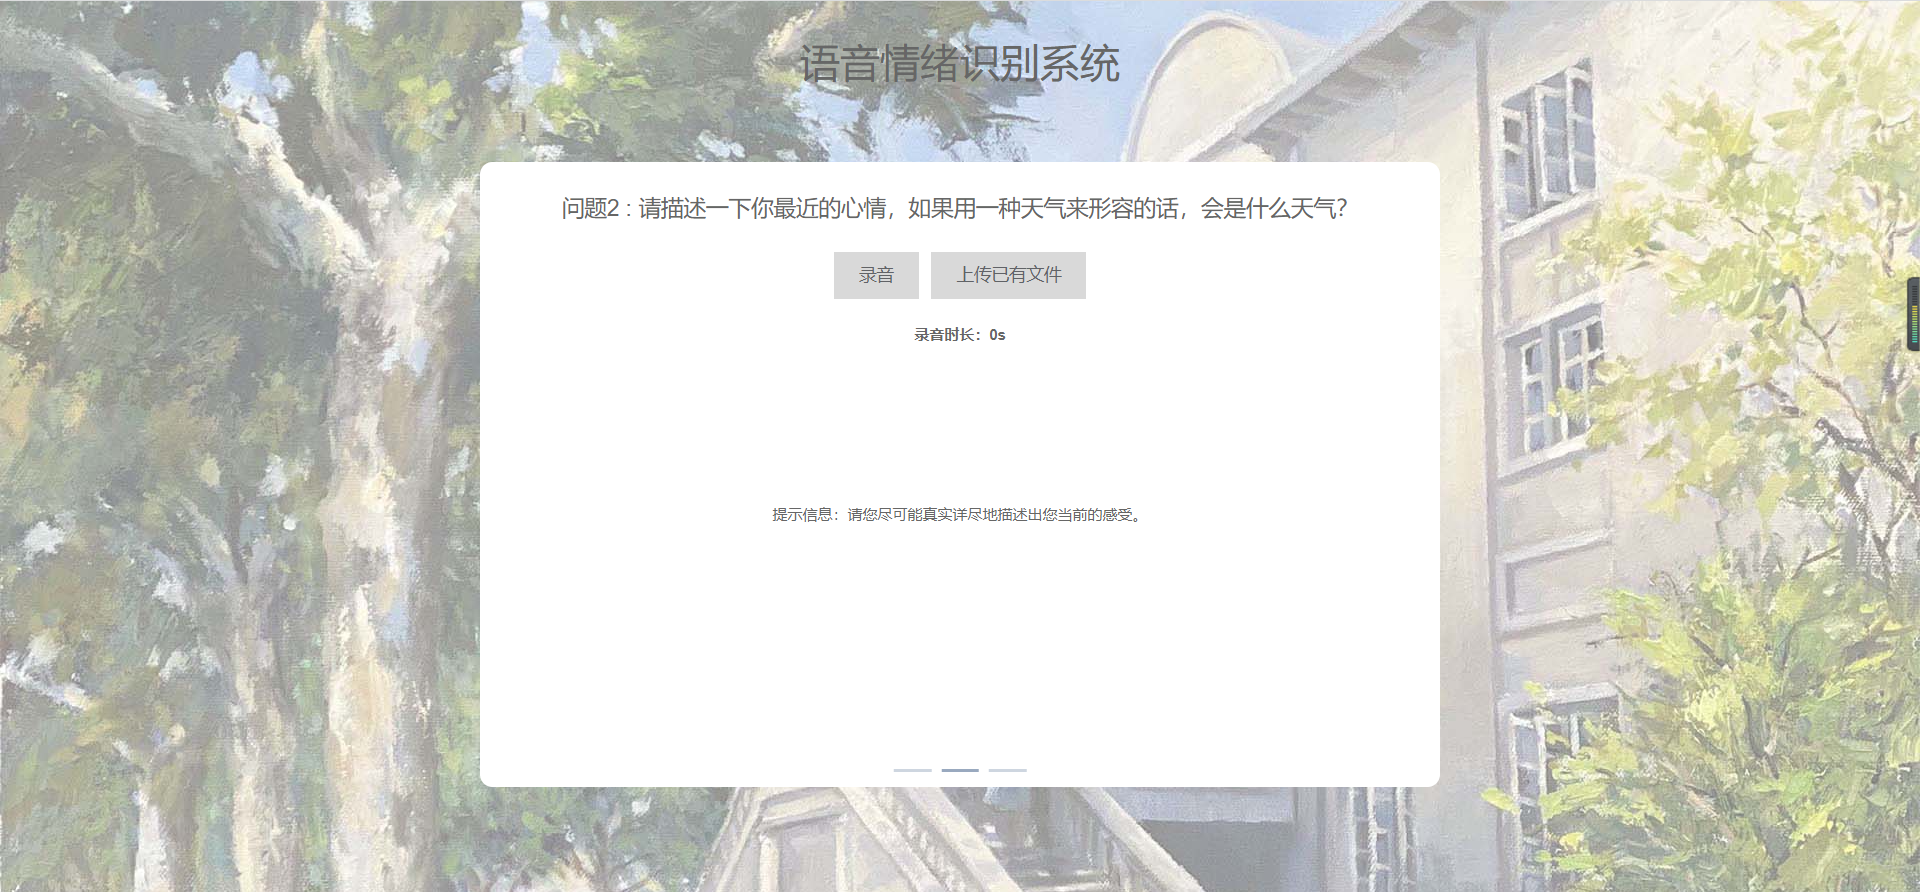 语音情绪识别系统
问题2 : 请描述一下你最近的心情，如果用一种天气来形容的话，会是什么天气？
录音
上传已有文件
录音时长：0s
提示信息：请您尽可能真实详尽地描述出您当前的感受。